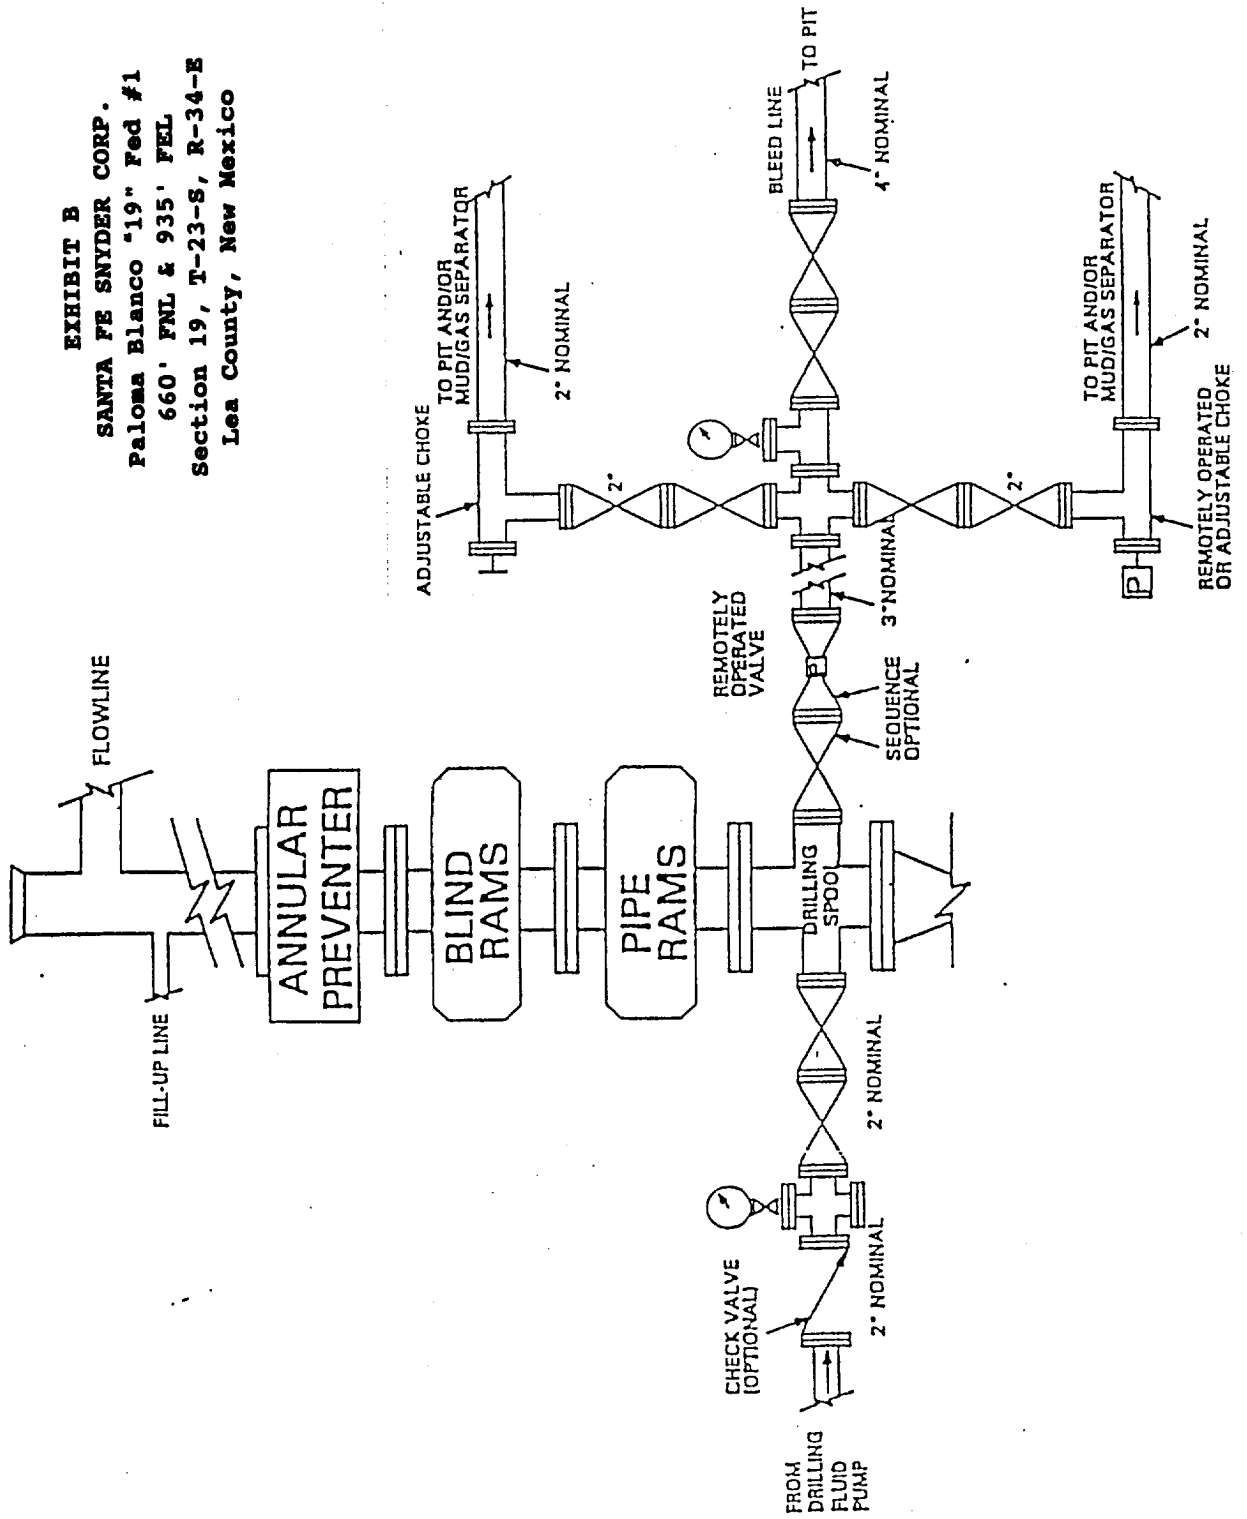 EXHIBIT B
SANTA FE SNYDER CORP.
Paloma Blanco "19" Fed #1
660' FNL & 935' FEL
Section 19, T-23-S, R-34-E
Lea County, New Mexico
FLOWLINE
FILL-UP LINE
ANNULAR
PREVENTER
BLIND
RAMS
PIPE
RAMS
DRILLING
SPOOL
ADJUSTABLE CHOKE
TO PIT AND/OR
MUD/GAS SEPARATOR
2" NOMINAL
2"
BLEED LINE
TO PIT
4" NOMINAL
REMOTELY
OPERATED
VALVE
P
3" NOMINAL
SEQUENCE
OPTIONAL
2"
P
TO PIT AND/OR
MUD/GAS SEPARATOR
2" NOMINAL
REMOTELY OPERATED
OR ADJUSTABLE CHOKE
2" NOMINAL
CHECK VALVE
(OPTIONAL)
2" NOMINAL
FROM
DRILLING
FLUID
PUMP